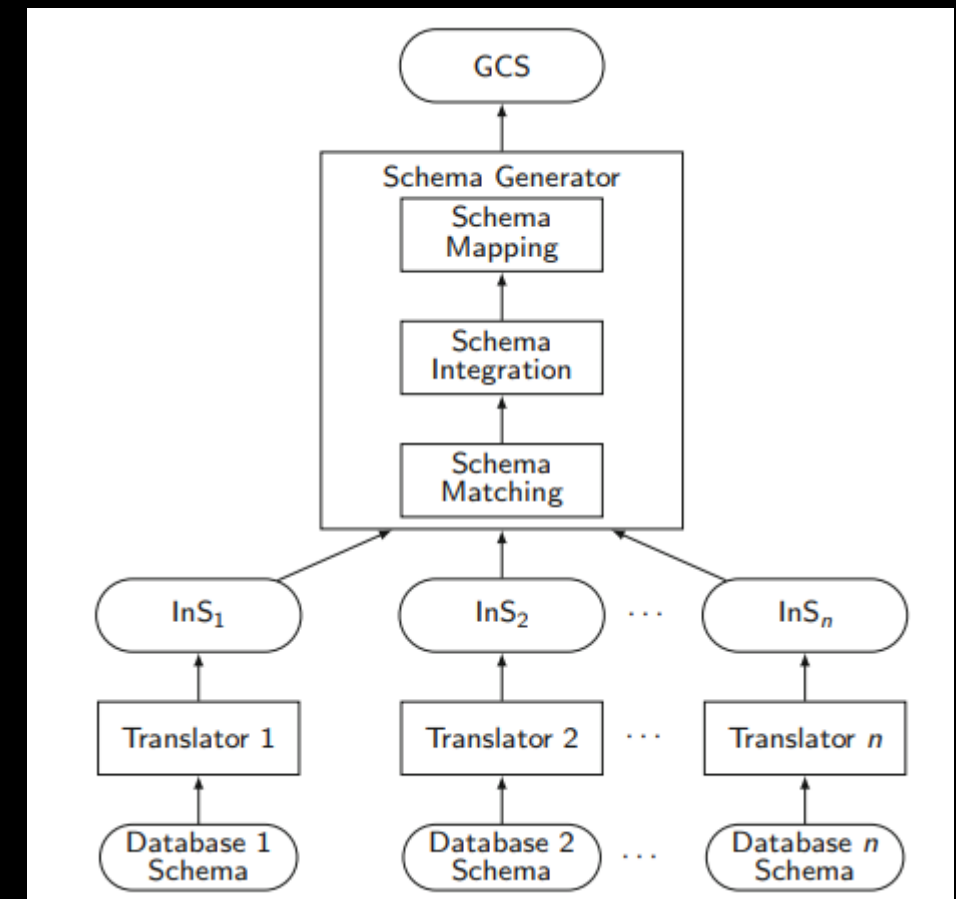 GCS
Schema Generator
Schema
Mapping
Schema
Integration
Schema
Matching
InS₁ InS₂ · · · InSₙ
Translator 1 Translator 2 · · · Translator n
Database 1 Database 2 · · · Database n
Schema Schema Schema